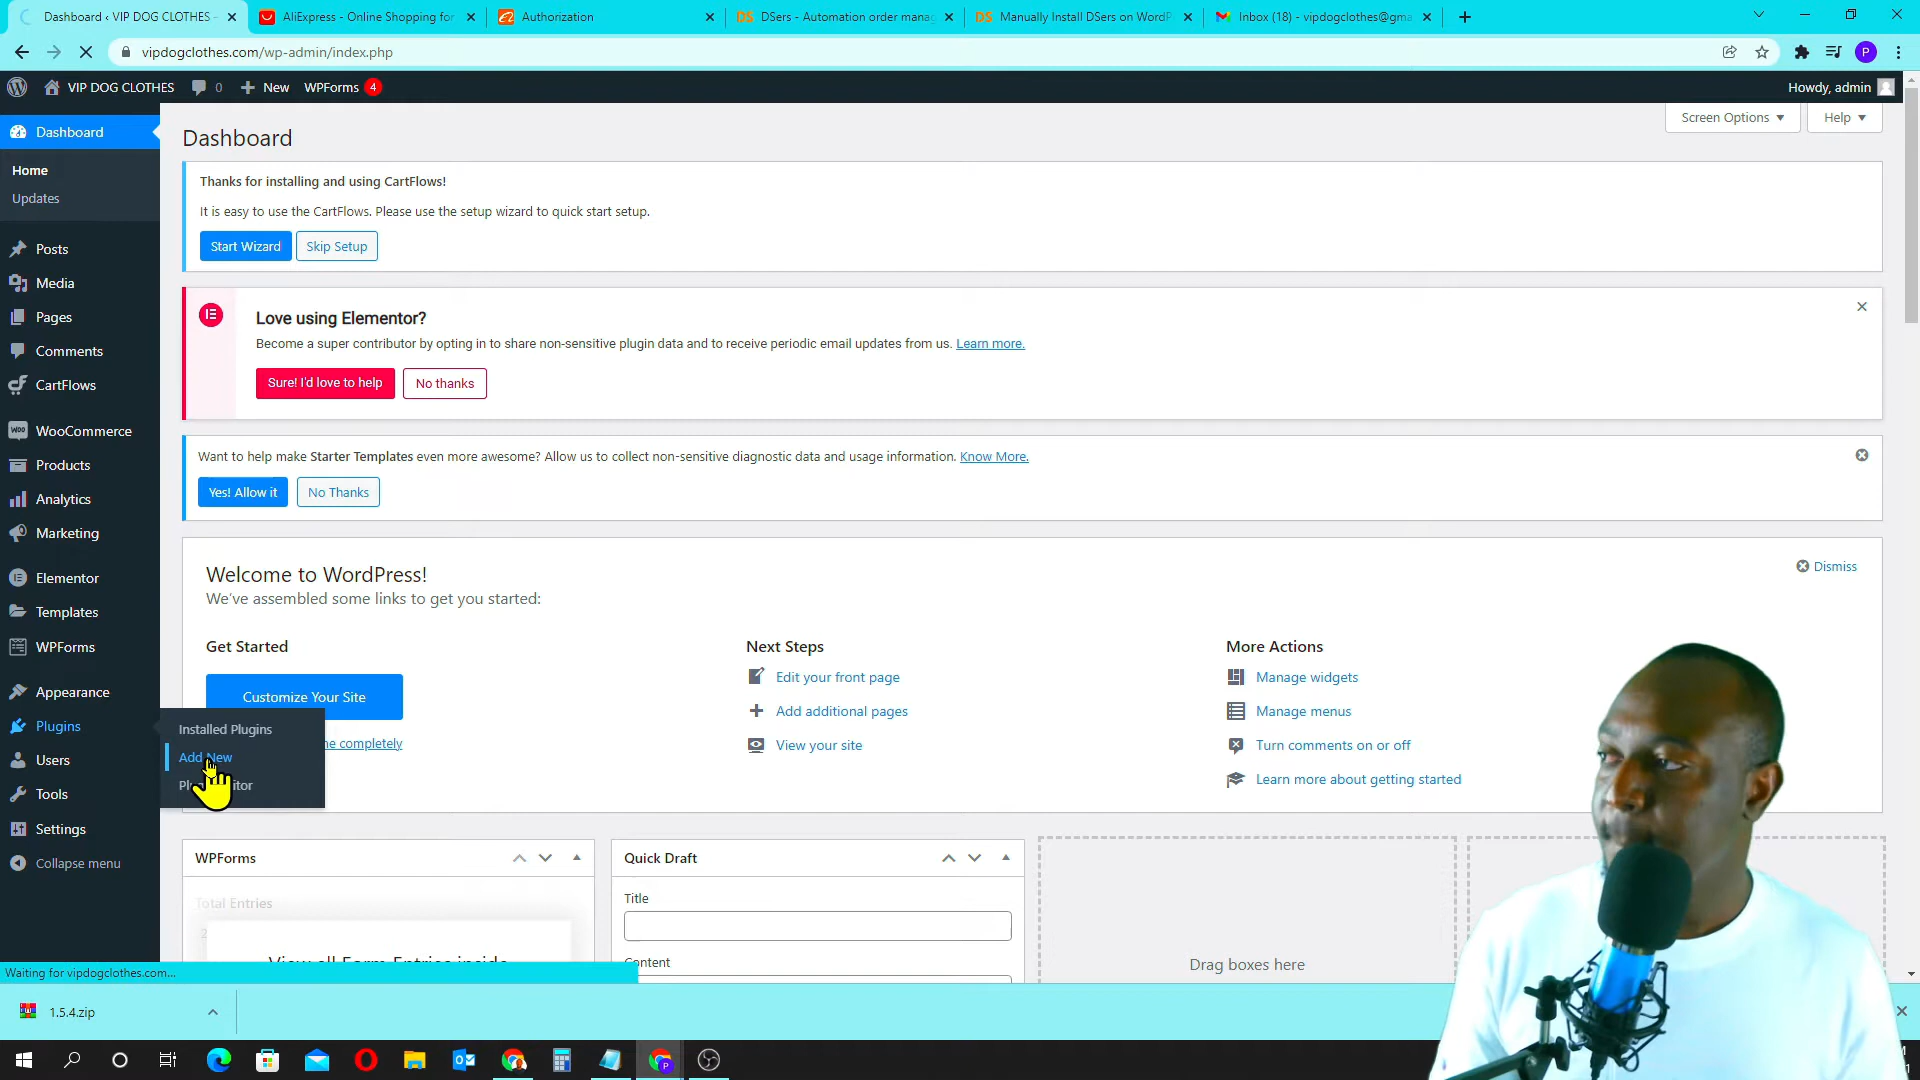 Dashboard ‹ VIP DOG CLOTHES –
AliExpress - Online Shopping for
Authorization
DSers - Automation order manag
Manually Install DSers on WordP
Inbox (18) - vipdogclothes@gma
vipdogclothes.com/wp-admin/index.php
P
VIP DOG CLOTHES
0
New
WPForms 4
Howdy, admin
Dashboard
Home
Updates
Posts
Media
Pages
Comments
CartFlows
WooCommerce
Products
Analytics
Marketing
Elementor
Templates
WPForms
Appearance
Plugins
Users
Tools
Settings
Collapse menu
Installed Plugins
Add New
Screen Options
Help
Dashboard
Thanks for installing and using CartFlows!
It is easy to use the CartFlows. Please use the setup wizard to quick start setup.
Start Wizard
Skip Setup
Love using Elementor?
Become a super contributor by opting in to share non-sensitive plugin data and to receive periodic email updates from us. Learn more.
Sure! I'd love to help
No thanks
Want to help make Starter Templates even more awesome? Allow us to collect non-sensitive diagnostic data and usage information. Know More.
Yes! Allow it
No Thanks
Welcome to WordPress!
We've assembled some links to get you started:
Dismiss
Get Started
Customize Your Site
completely
Next Steps
Edit your front page
Add additional pages
View your site
More Actions
Manage widgets
Manage menus
Turn comments on or off
Learn more about getting started
WPForms
Total Entries
View all Form Entries inside
Quick Draft
Title
Content
Drag boxes here
Waiting for vipdogclothes.com...
1.5.4.zip